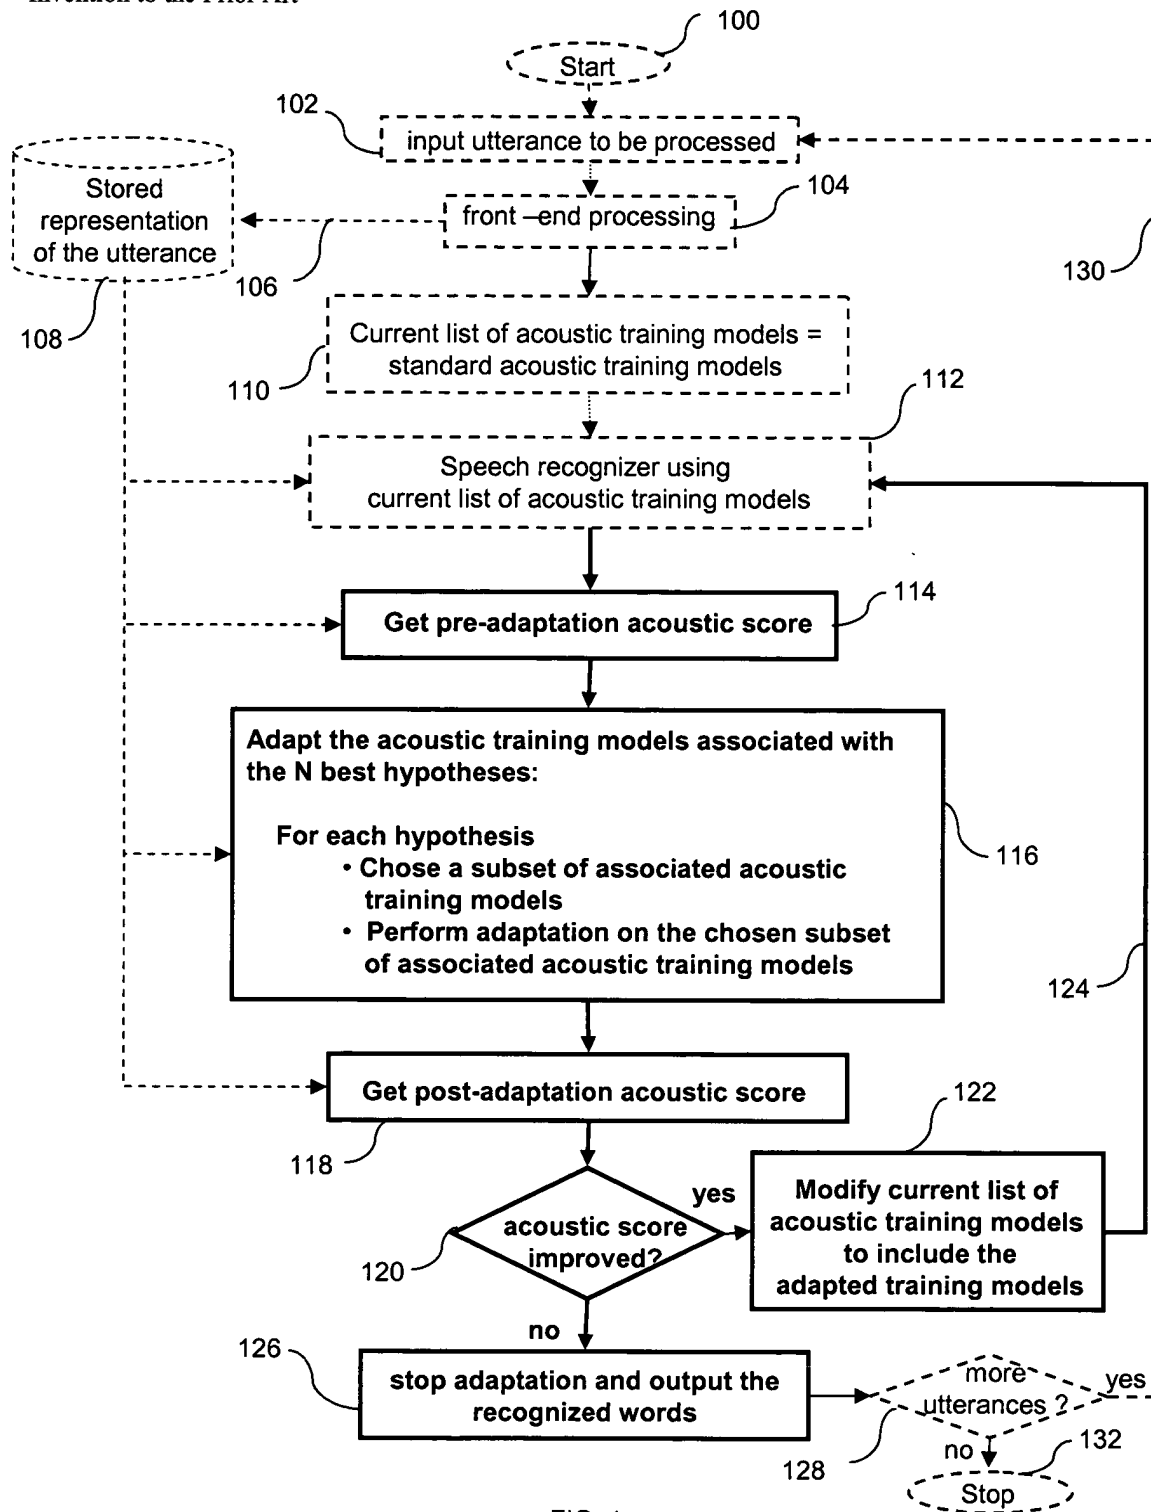 100
Start
102
input utterance to be processed
104
front –end processing
Stored
representation
of the utterance
106
108
130
Current list of acoustic training models =
standard acoustic training models
110
112
Speech recognizer using
current list of acoustic training models
114
Get pre-adaptation acoustic score
Adapt the acoustic training models associated with
the N best hypotheses:
For each hypothesis
• Chose a subset of associated acoustic
training models
• Perform adaptation on the chosen subset
of associated acoustic training models
116
124
Get post-adaptation acoustic score
118
122
yes
Modify current list of
acoustic training models
to include the
adapted training models
acoustic score
improved?
120
no
126
stop adaptation and output the
recognized words
more
utterances ?
yes
128
no
132
Stop